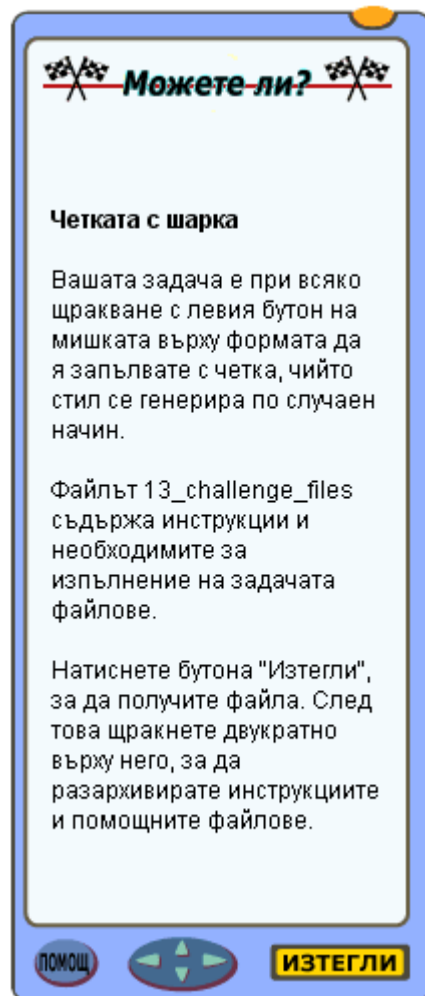 Можете ли?
Четката с шарка
Вашата задача е при всяко
щракване с левия бутон на
мишката върху формата да
я запълвате с четка, чийто
стил се генерира по случаен
начин.
Файлът 13_challenge_files
съдържа инструкции и
необходимите за
изпълнение на задачата
файлове.
Натиснете бутона "Изтегли",
за да получите файла. След
това щракнете двукратно
върху него, за да
разархивирате инструкциите
и помощните файлове.
ПОМОЩ
ИЗТЕГЛИ